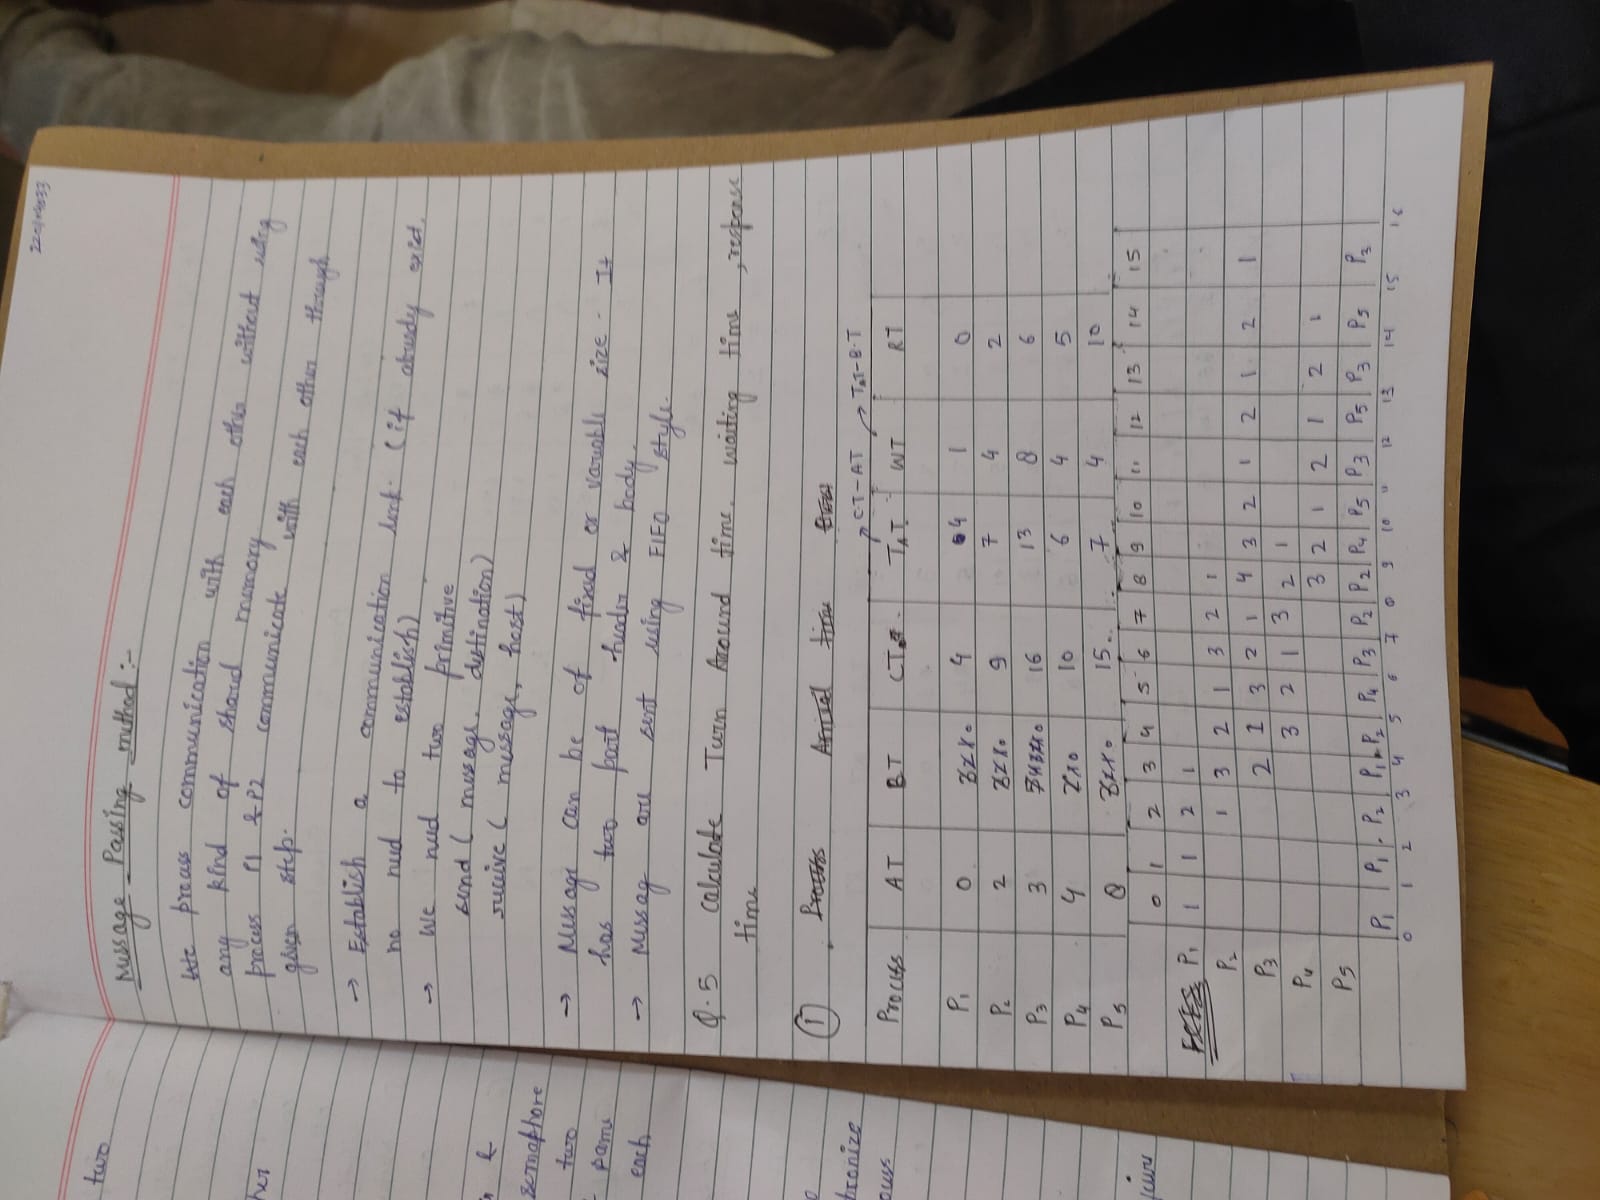 two
her
&
semaphore
two
same
each
bronize
ouss
Message Passing method :-
We process communication with each other without using
any kind of shared memory
process P1 & P2 communicate with each other through
given step.
→ Establish a communication link. (if already exist.
no need to establish)
→ We need two primitive
send ( message, destination)
receive ( message, host)
→ Message can be of fixed or variable size. It
has two part header & body.
→ Messag are sent using FIFO style.
Q.5 Calculate Turn Around time, waiting time, response
time
① Process Arrival time
CT-AT TAT-B.T
Process AT BT CT TAT WT RT
P1 0 3 2 1 0 4 4 1 0
P2 2 3 2 1 0 9 7 4 2
P3 3 5 4 3 2 1 0 16 13 8 6
P4 4 2 1 0 10 6 4 5
P5 8 3 2 1 0 15 7 4 10
0 1 2 3 4 5 6 7 8 9 10 11 12 13 14 15
FCFS P1 1 1 2 1
P2 1 3 2 1 3 2 1
P3 2 1 3 2 1 4 3 2 1 2 1 2 1
P4 3 2 1 3 2 1
P5 3 2 1 2 1 2 1
P1 P1 P2 P1 P2 P4 P3 P2 P2 P4 P5 P3 P5 P3 P5 P3
0 1 2 3 4 5 6 7 8 9 10 11 12 13 14 15 16